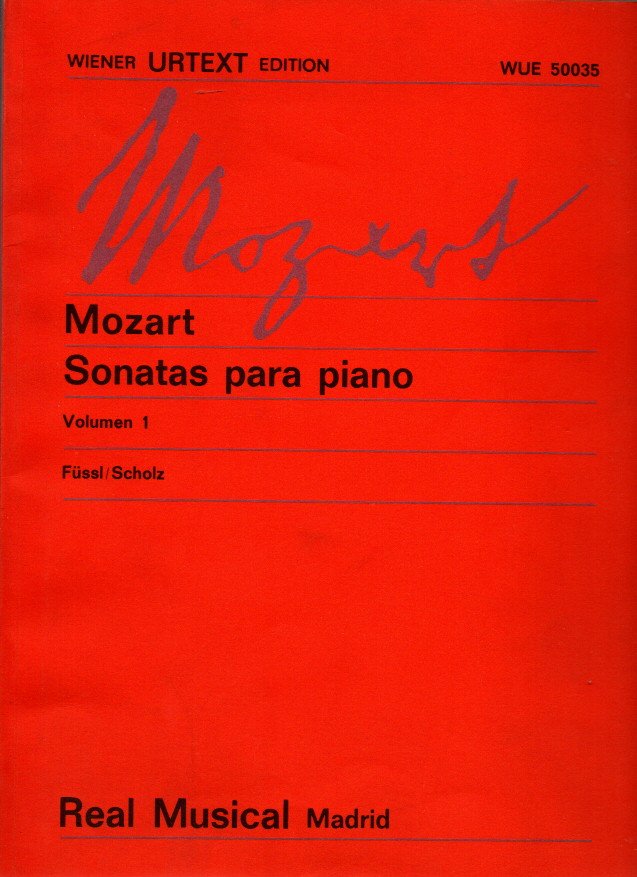 WIENER URTEXT EDITION WUE 50035
Mozart
Mozart
Sonatas para piano
Volumen 1
Füssl/Scholz
Real Musical Madrid